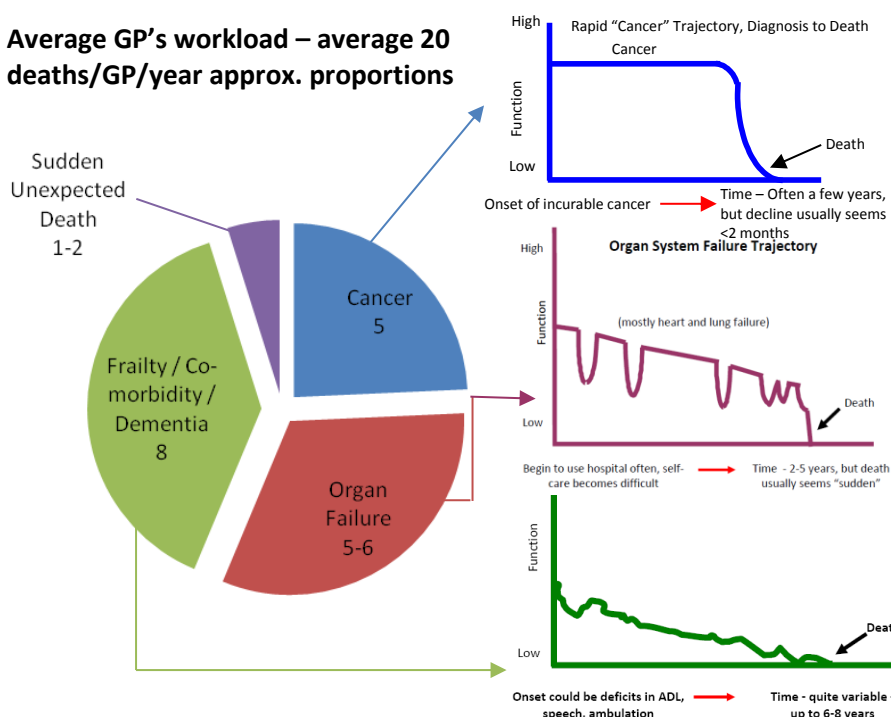 Average GP's workload – average 20
deaths/GP/year approx. proportions
Sudden
Unexpected
Death
1-2
Cancer
5
Frailty / Co-
morbidity /
Dementia
8
Organ
Failure
5-6
High
Rapid "Cancer" Trajectory, Diagnosis to Death
Cancer
Function
Death
Low
Onset of incurable cancer
Time – Often a few years,
but decline usually seems
<2 months
Organ System Failure Trajectory
High
Function
(mostly heart and lung failure)
Death
Low
Begin to use hospital often, self-
care becomes difficult
Time - 2-5 years, but death
usually seems "sudden"
Function
Low
Onset could be deficits in ADL,
speech, ambulation
Time - quite variable -
up to 6-8 years